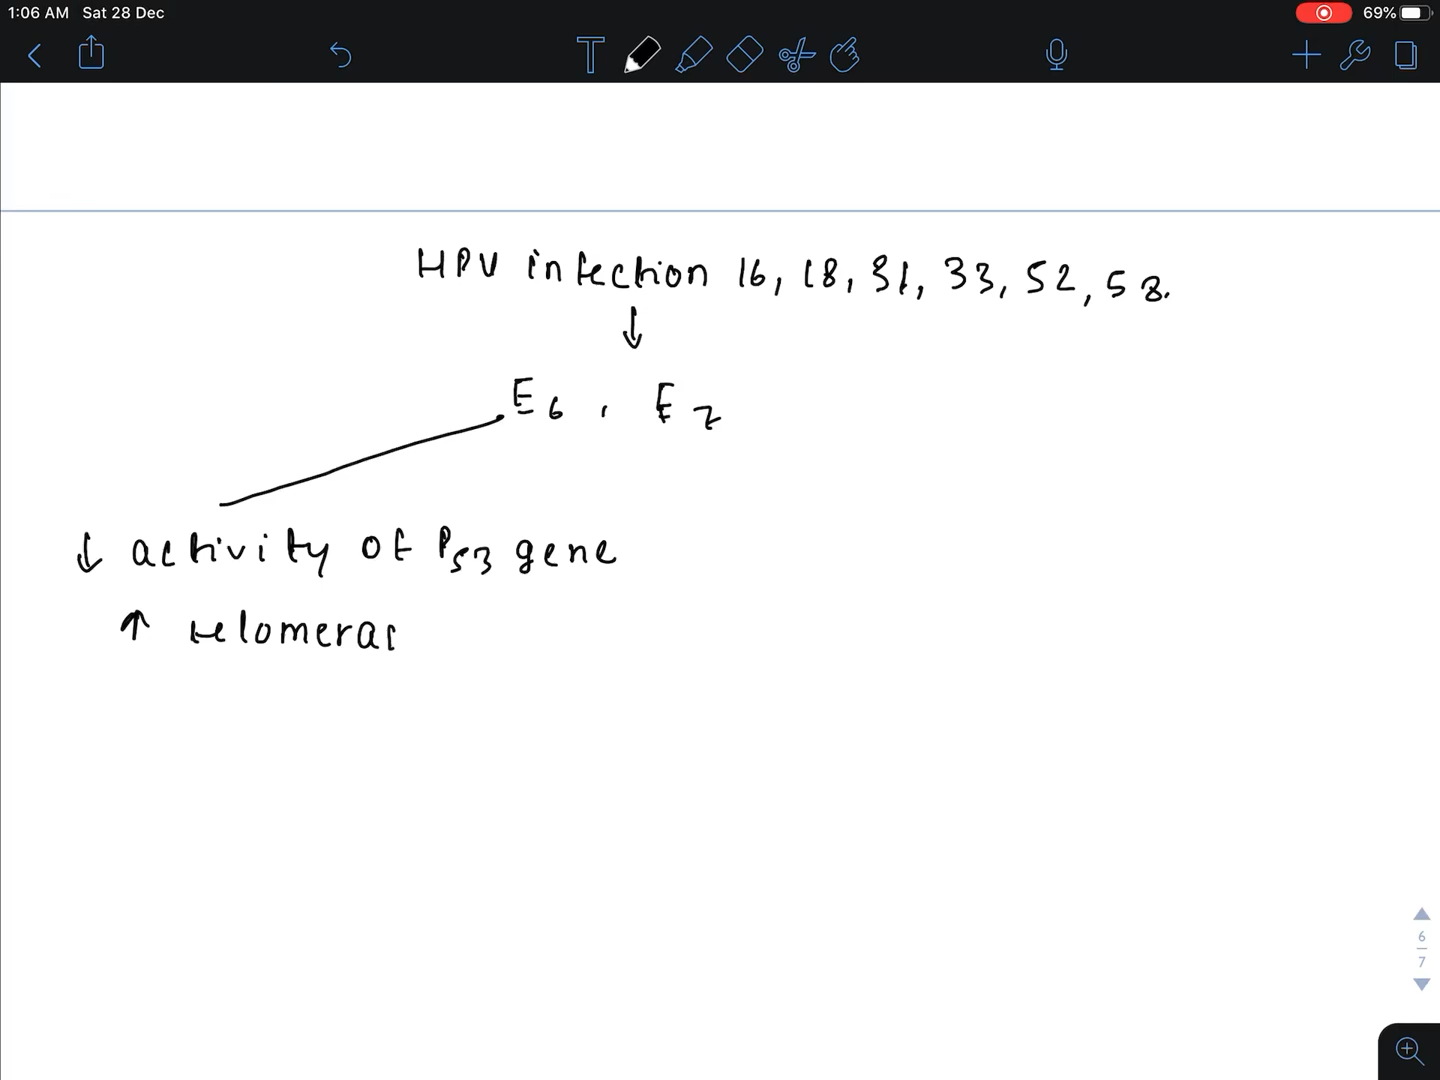 1:06 AM Sat 28 Dec 69%
T
HPV infection 16, 18, 31, 33, 52, 58.
↓
E6, E7
↓ activity of P53 gene
↑ telomeras
6
7